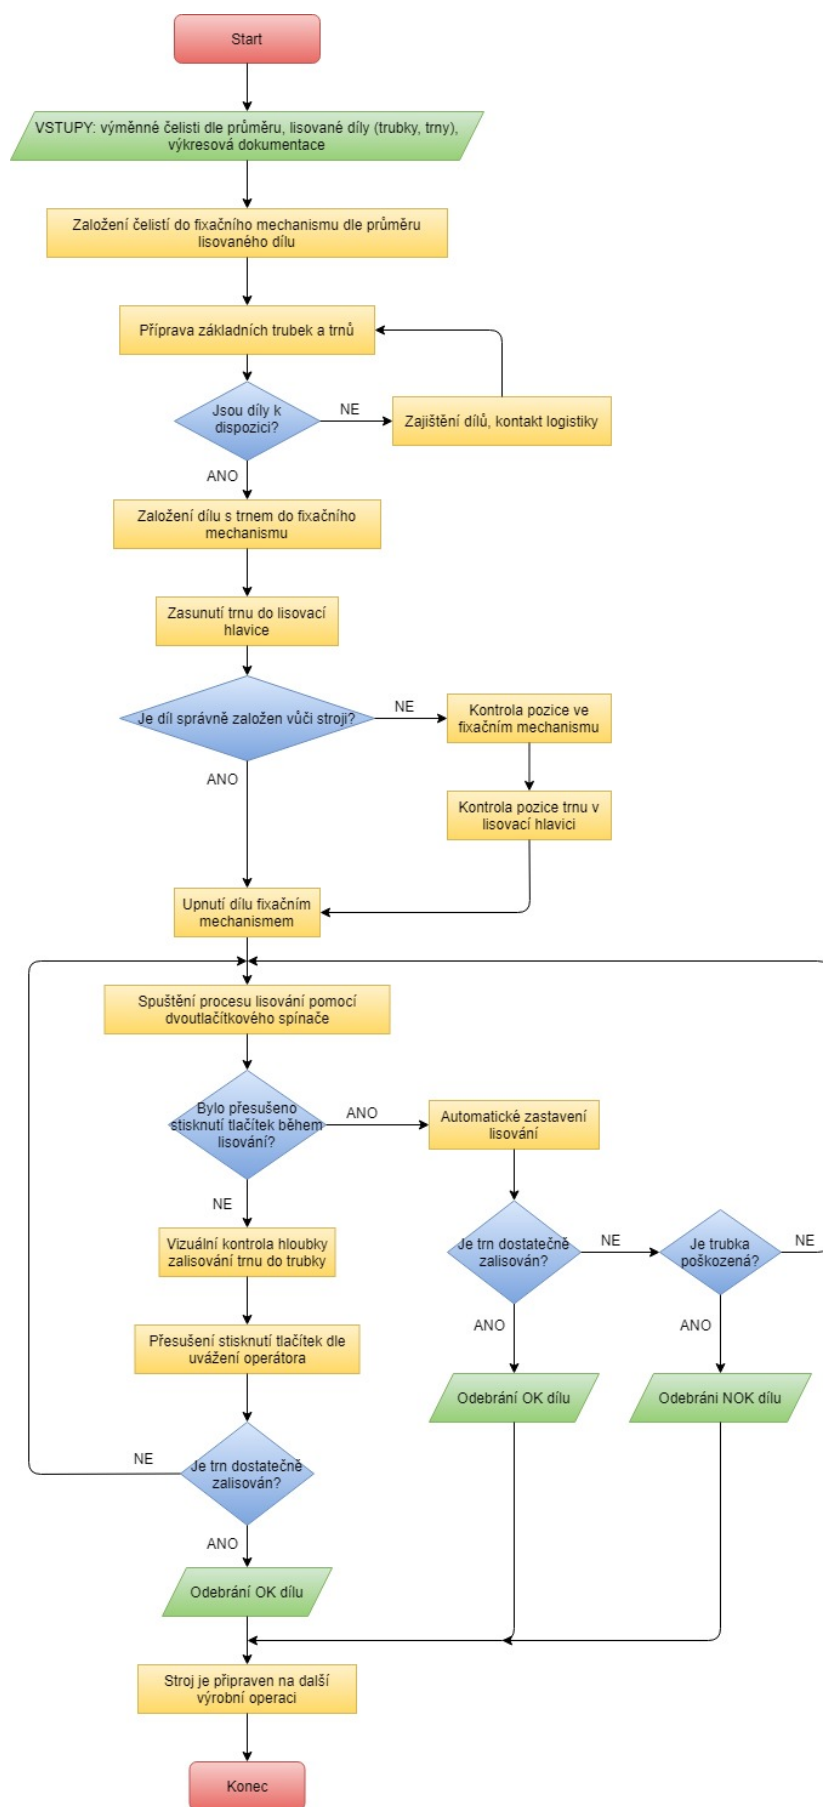 Start
VSTUPY: výměnné čelisti dle průměru, lisované díly (trubky, trny),
výkresová dokumentace
Založení čelistí do fixačního mechanismu dle průměru
lisovaného dílu
Příprava základních trubek a trnů
Jsou díly k
dispozici?
NE
Zajištění dílů, kontakt logistiky
ANO
Založení dílu s trnem do fixačního
mechanismu
Zasunutí trnu do lisovací
hlavice
Je díl správně založen vůči stroji?
NE
Kontrola pozice ve
fixačním mechanismu
ANO
Kontrola pozice trnu v
lisovací hlavici
Upnutí dílu fixačním
mechanismem
Spuštění procesu lisování pomocí
dvoutlačítkového spínače
Bylo přesušeno
stisknutí tlačítek během
lisování?
ANO
Automatické zastavení
lisování
NE
Vizuální kontrola hloubky
zalisování trnu do trubky
Je trn dostatečně
zalisován?
NE
Je trubka
poškozená?
NE
ANO
ANO
Přesušení stisknutí tlačítek dle
uvážení operátora
Odebrání OK dílu
Odebráni NOK dílu
Je trn dostatečně
zalisován?
NE
ANO
Odebrání OK dílu
Stroj je připraven na další
výrobní operaci
Konec